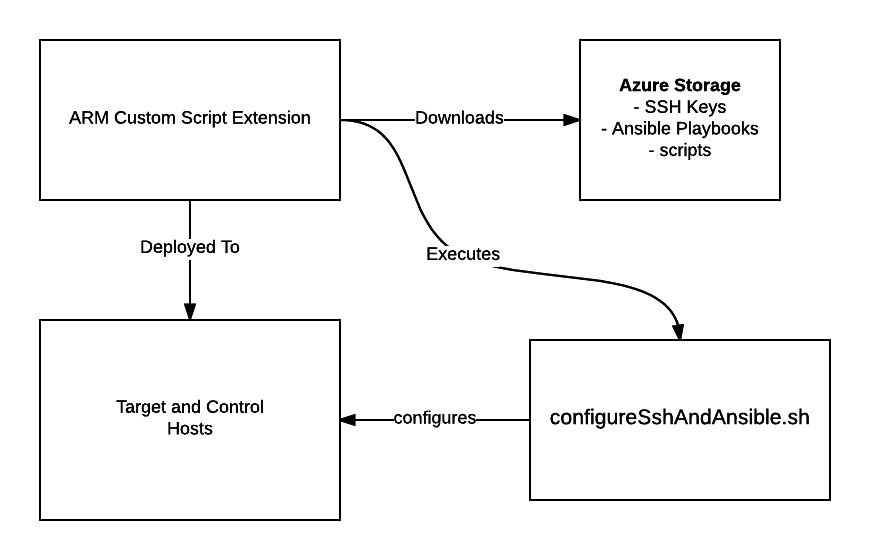 ARM Custom Script Extension
Downloads
Azure Storage
- SSH Keys
- Ansible Playbooks
- scripts
Deployed To
Executes
Target and Control
Hosts
configures
configureSshAndAnsible.sh